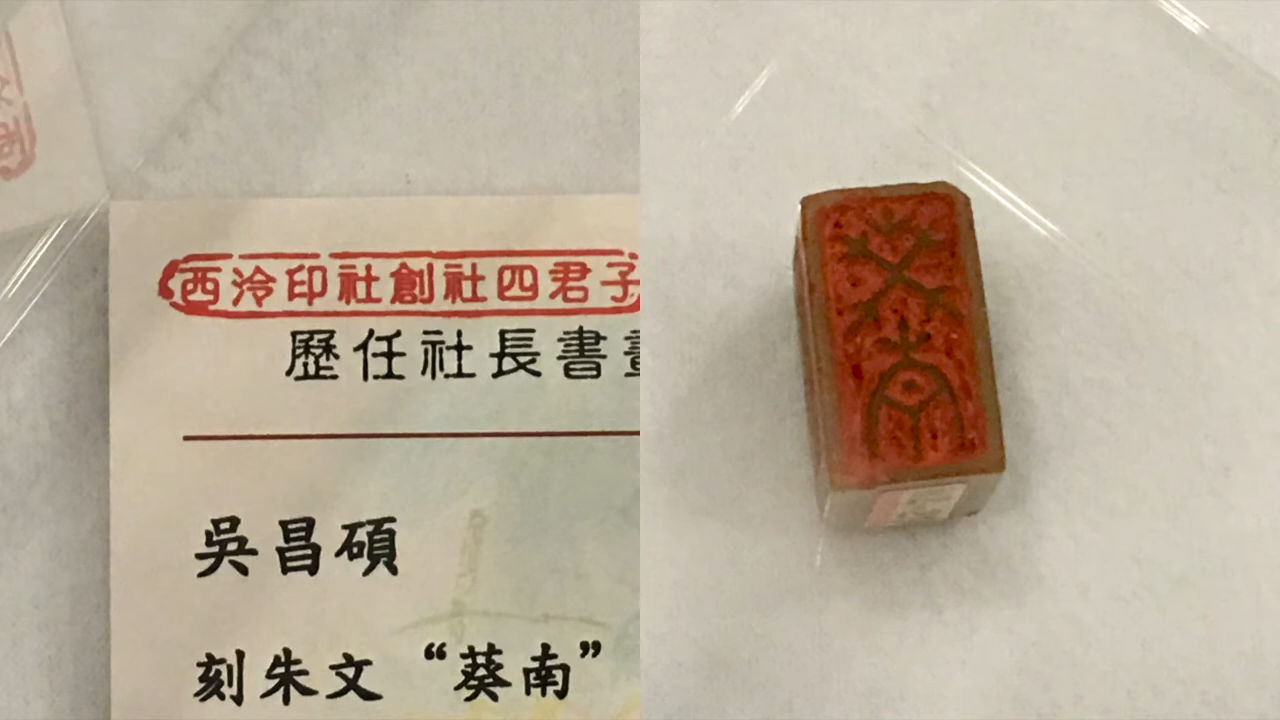 西泠印社創社四君子
歷任社長書畫
吳昌碩
刻朱文“葵南”